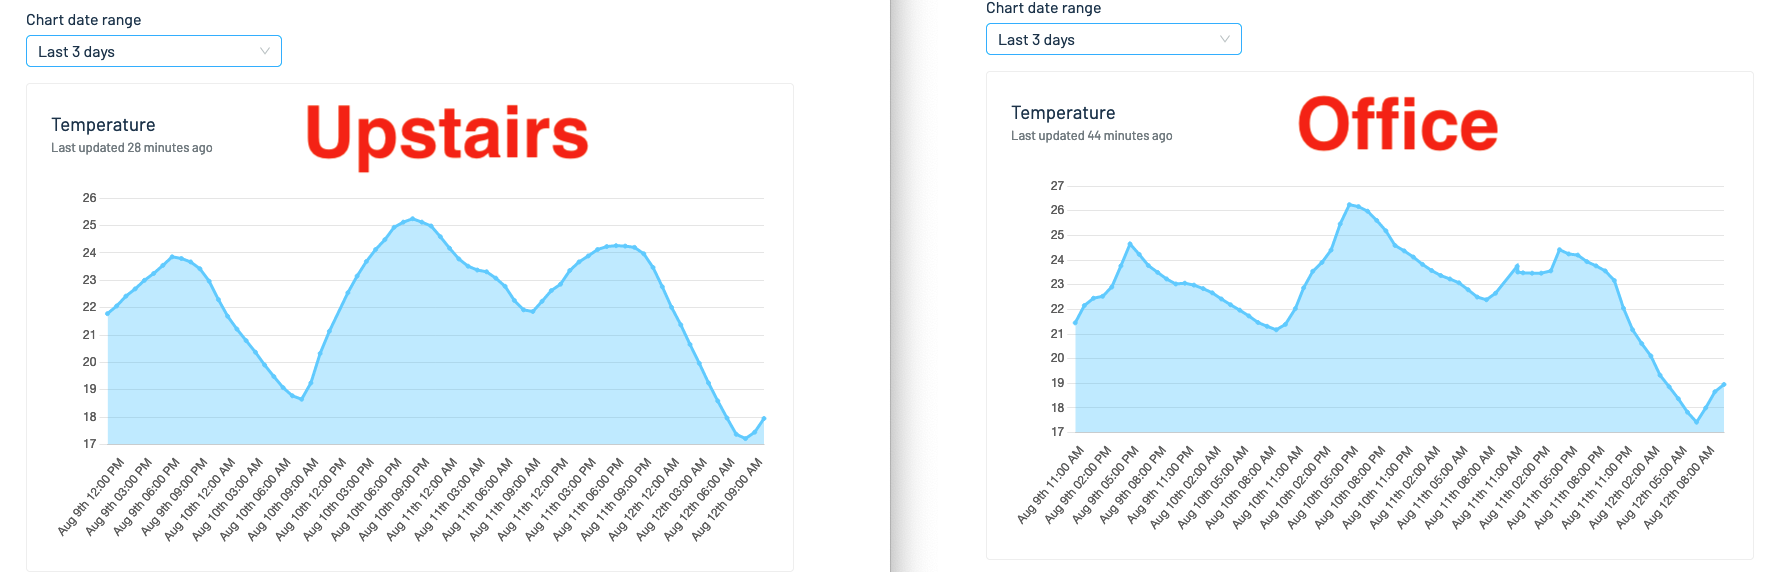 Chart date range
Last 3 days
Temperature
Last updated 28 minutes ago
Upstairs
26
25
24
23
22
21
20
19
18
17
Aug 9th 12:00 PM
Aug 9th 03:00 PM
Aug 9th 06:00 PM
Aug 9th 09:00 PM
Aug 10th 12:00 AM
Aug 10th 03:00 AM
Aug 10th 06:00 AM
Aug 10th 09:00 AM
Aug 10th 12:00 PM
Aug 10th 03:00 PM
Aug 10th 06:00 PM
Aug 10th 09:00 PM
Aug 11th 12:00 AM
Aug 11th 03:00 AM
Aug 11th 06:00 AM
Aug 11th 09:00 AM
Aug 11th 12:00 PM
Aug 11th 03:00 PM
Aug 11th 06:00 PM
Aug 11th 09:00 PM
Aug 12th 12:00 AM
Aug 12th 03:00 AM
Aug 12th 06:00 AM
Aug 12th 09:00 AM
Chart date range
Last 3 days
Temperature
Last updated 44 minutes ago
Office
27
26
25
24
23
22
21
20
19
18
17
Aug 9th 11:00 AM
Aug 9th 02:00 PM
Aug 9th 05:00 PM
Aug 9th 08:00 PM
Aug 9th 11:00 PM
Aug 10th 02:00 AM
Aug 10th 05:00 AM
Aug 10th 08:00 AM
Aug 10th 11:00 AM
Aug 10th 02:00 PM
Aug 10th 05:00 PM
Aug 10th 08:00 PM
Aug 10th 11:00 PM
Aug 11th 02:00 AM
Aug 11th 05:00 AM
Aug 11th 08:00 AM
Aug 11th 11:00 AM
Aug 11th 02:00 PM
Aug 11th 05:00 PM
Aug 11th 08:00 PM
Aug 11th 11:00 PM
Aug 12th 02:00 AM
Aug 12th 05:00 AM
Aug 12th 08:00 AM